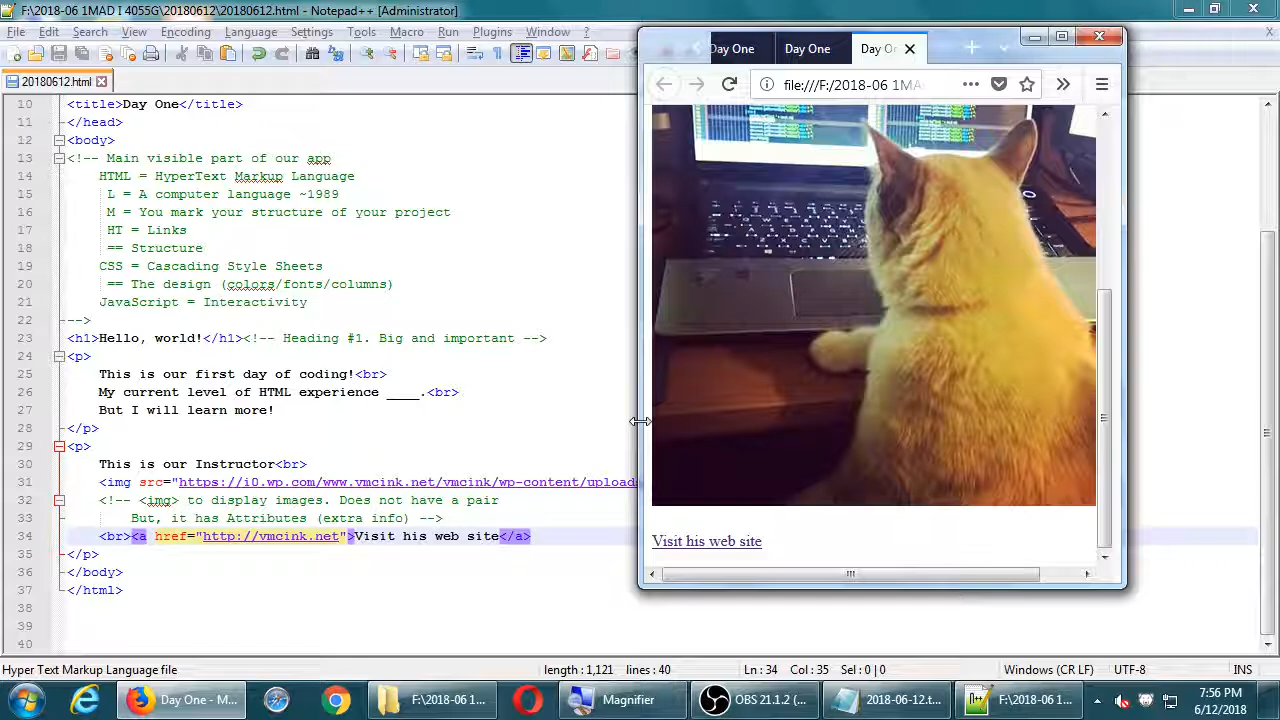 F:\2018-06 1MAD I 4055G\20180612\20180612.html - Notepad++ [Administrator]
File Edit Search View Encoding Language Settings Tools Macro Run Plugins Window ?
20180612.html
10 <title>Day One</title>
11 </head>
12 <body>
13 <!-- Main visible part of our app
14 HTML = HyperText Markup Language
15 L = A computer language ~1989
16 M = You mark your structure of your project
17 HT = Links
18 == Structure
19 CSS = Cascading Style Sheets
20 == The design (colors/fonts/columns)
21 JavaScript = Interactivity
22 -->
23 <h1>Hello, world!</h1><!-- Heading #1. Big and important -->
24 <p>
25 This is our first day of coding!<br>
26 My current level of HTML experience ____.<br>
27 But I will learn more!
28 </p>
29 <p>
30 This is our Instructor<br>
31 <img src="https://i0.wp.com/www.vmcink.net/vmcink/wp-content/uploads
32 <!-- <img> to display images. Does not have a pair
33 But, it has Attributes (extra info) -->
34 <br><a href="http://vmcink.net">Visit his web site</a>
35 </p>
36 </body>
37 </html>
38
39
40
Day One Day One Day O
file:///F:/2018-06 1MA
Visit his web site
Hyper Text Markup Language file length : 1,121 lines : 40 Ln : 34 Col : 35 Sel : 0 | 0 Windows (CR LF) UTF-8 INS
Day One - M... F:\2018-06 1... Magnifier OBS 21.1.2 (... 2018-06-12.t... F:\2018-06 1...
7:56 PM
6/12/2018